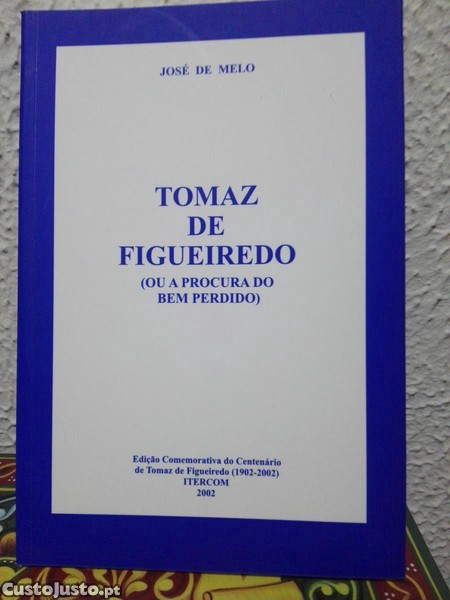 JOSÉ DE MELO
TOMAZ
DE
FIGUEIREDO
(OU A PROCURA DO
BEM PERDIDO)
Edição Comemorativa do Centenário
de Tomaz de Figueiredo (1902-2002)
ITERCOM
2002
CustoJusto.pt